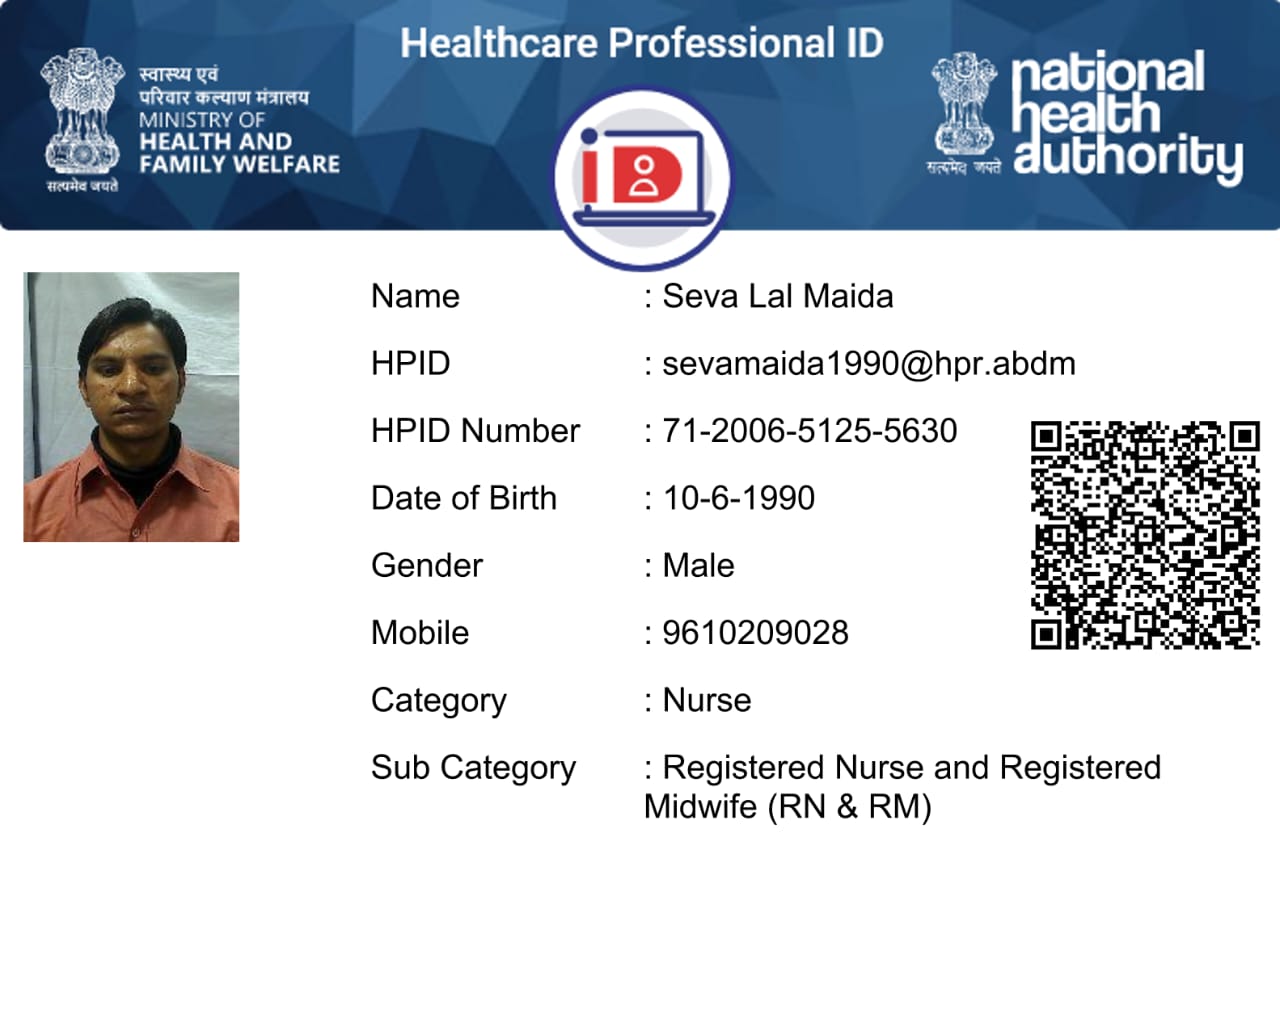 Healthcare Professional ID
स्वास्थ्य एवं
परिवार कल्याण मंत्रालय
MINISTRY OF
HEALTH AND
FAMILY WELFARE
सत्यमेव जयते
national
health
authority
सत्यमेव जयते
iD
Name : Seva Lal Maida
HPID : sevamaida1990@hpr.abdm
HPID Number : 71-2006-5125-5630
Date of Birth : 10-6-1990
Gender : Male
Mobile : 9610209028
Category : Nurse
Sub Category : Registered Nurse and Registered
Midwife (RN & RM)